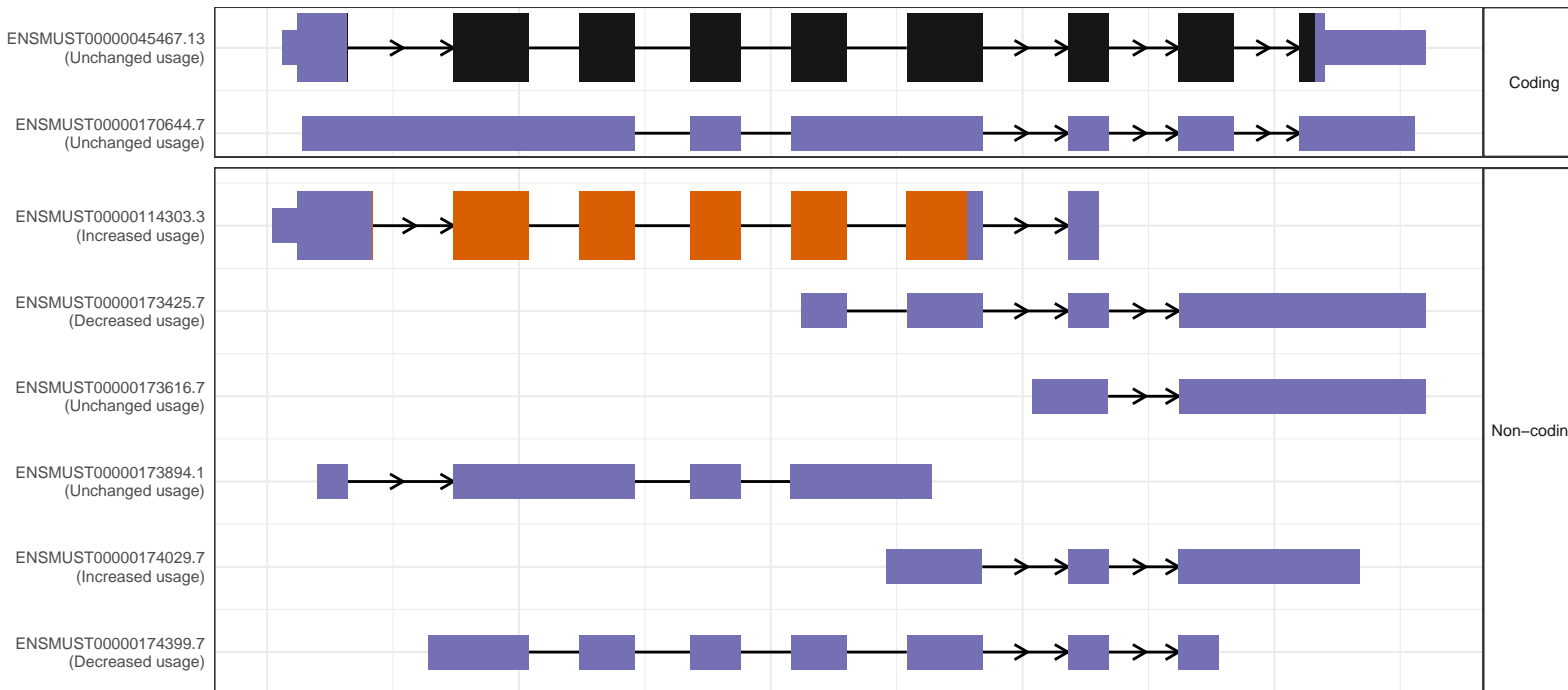 ENSMUST00000045467.13
(Unchanged usage)
Coding
ENSMUST00000170644.7
(Unchanged usage)
ENSMUST00000114303.3
(Increased usage)
ENSMUST00000173425.7
(Decreased usage)
ENSMUST00000173616.7
(Unchanged usage)
Non−codin
ENSMUST00000173894.1
(Unchanged usage)
ENSMUST00000174029.7
(Increased usage)
ENSMUST00000174399.7
(Decreased usage)